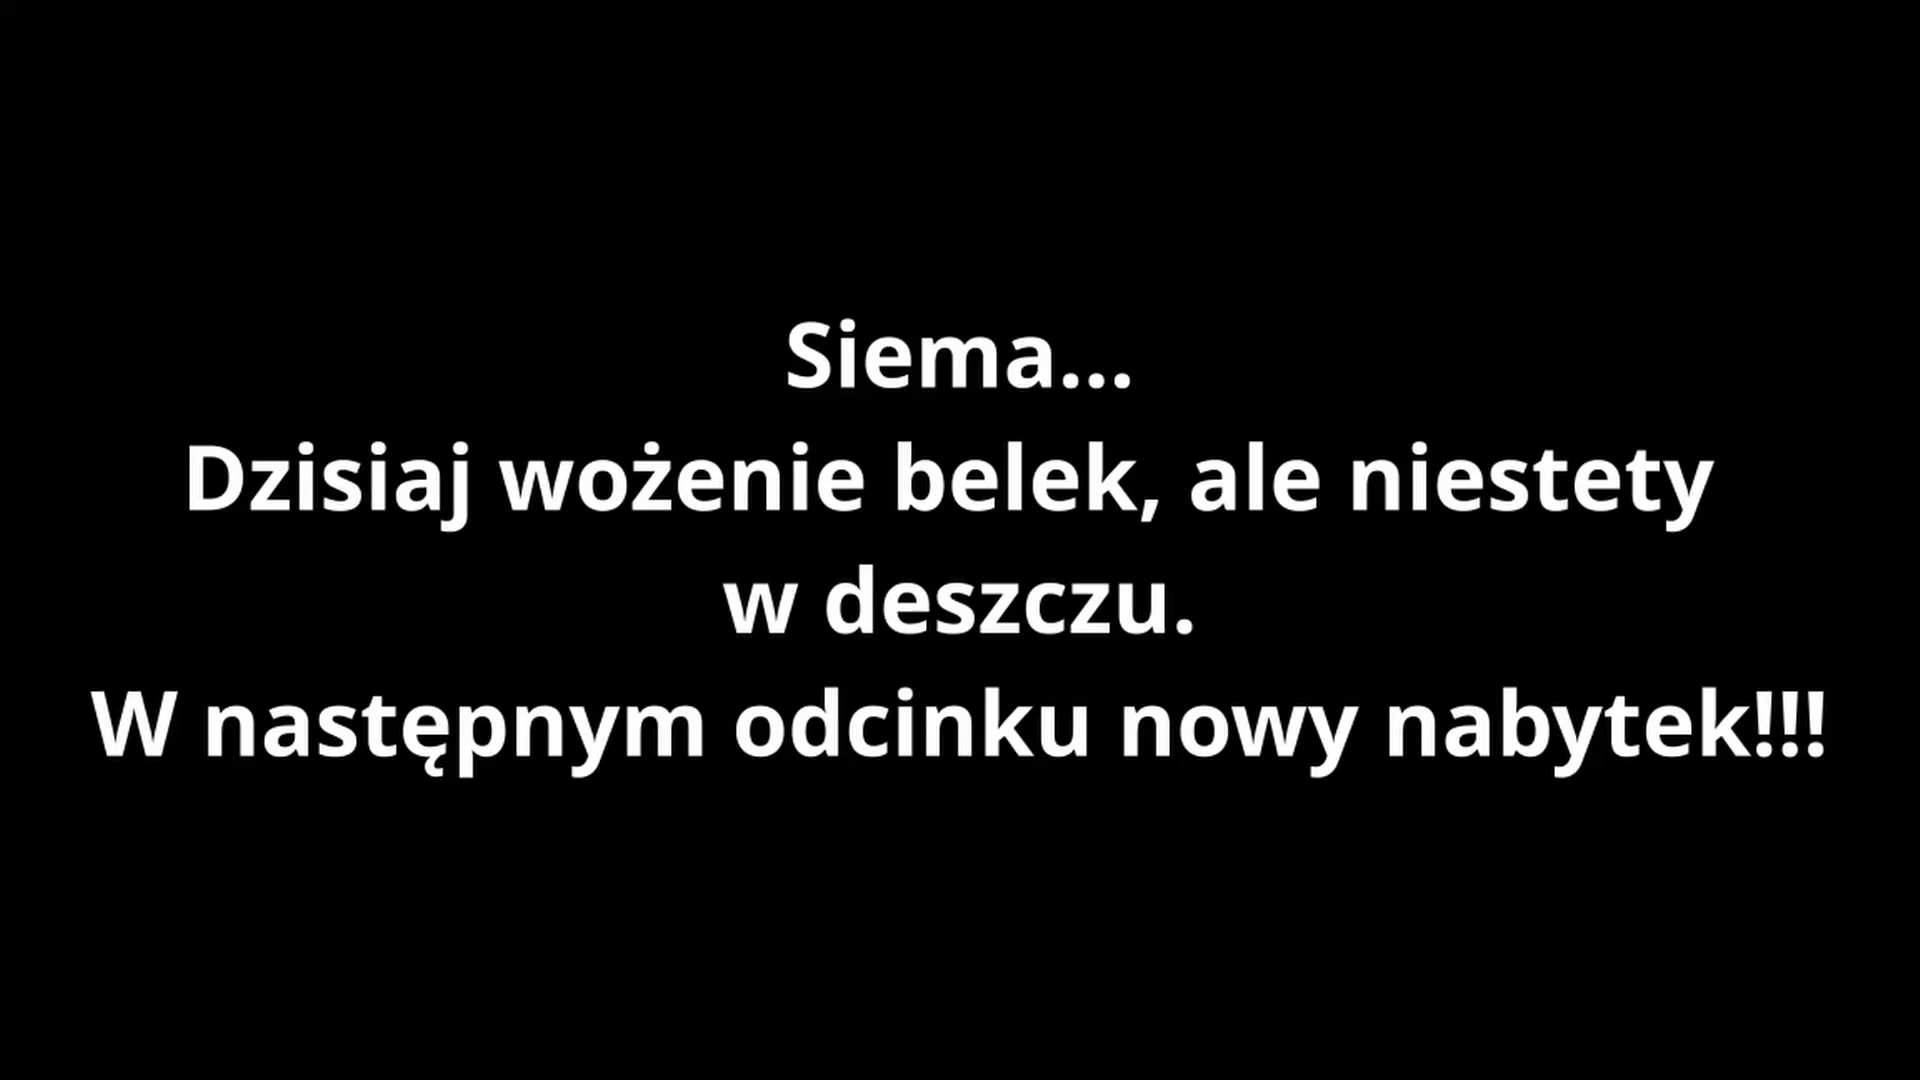 Siema...
Dzisiaj wożenie belek, ale niestety
w deszczu.
W następnym odcinku nowy nabytek!!!